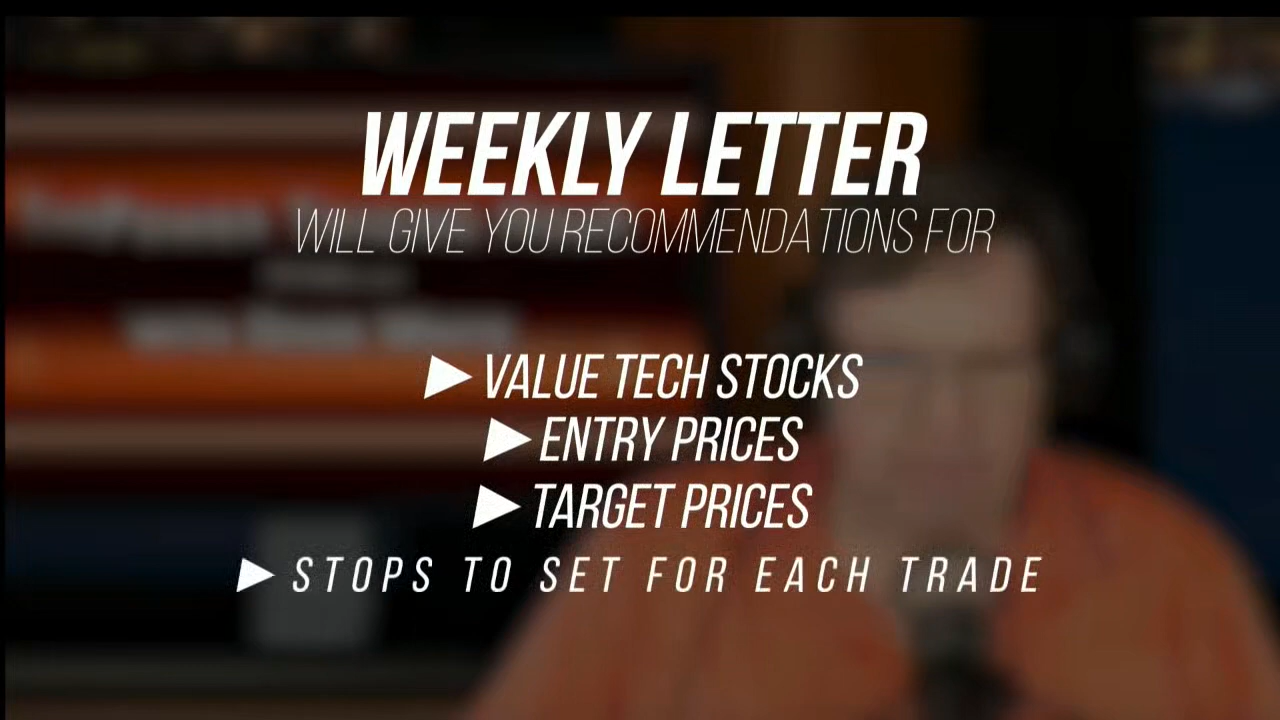 WEEKLY LETTER
WILL GIVE YOU RECOMMENDATIONS FOR
▶ VALUE TECH STOCKS
▶ ENTRY PRICES
▶ TARGET PRICES
▶ STOPS TO SET FOR EACH TRADE